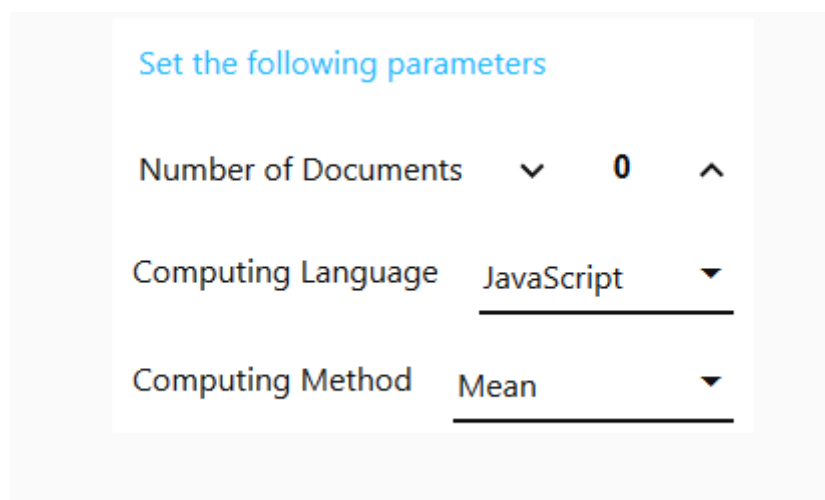 Set the following parameters
Number of Documents 0
Computing Language JavaScript
Computing Method Mean